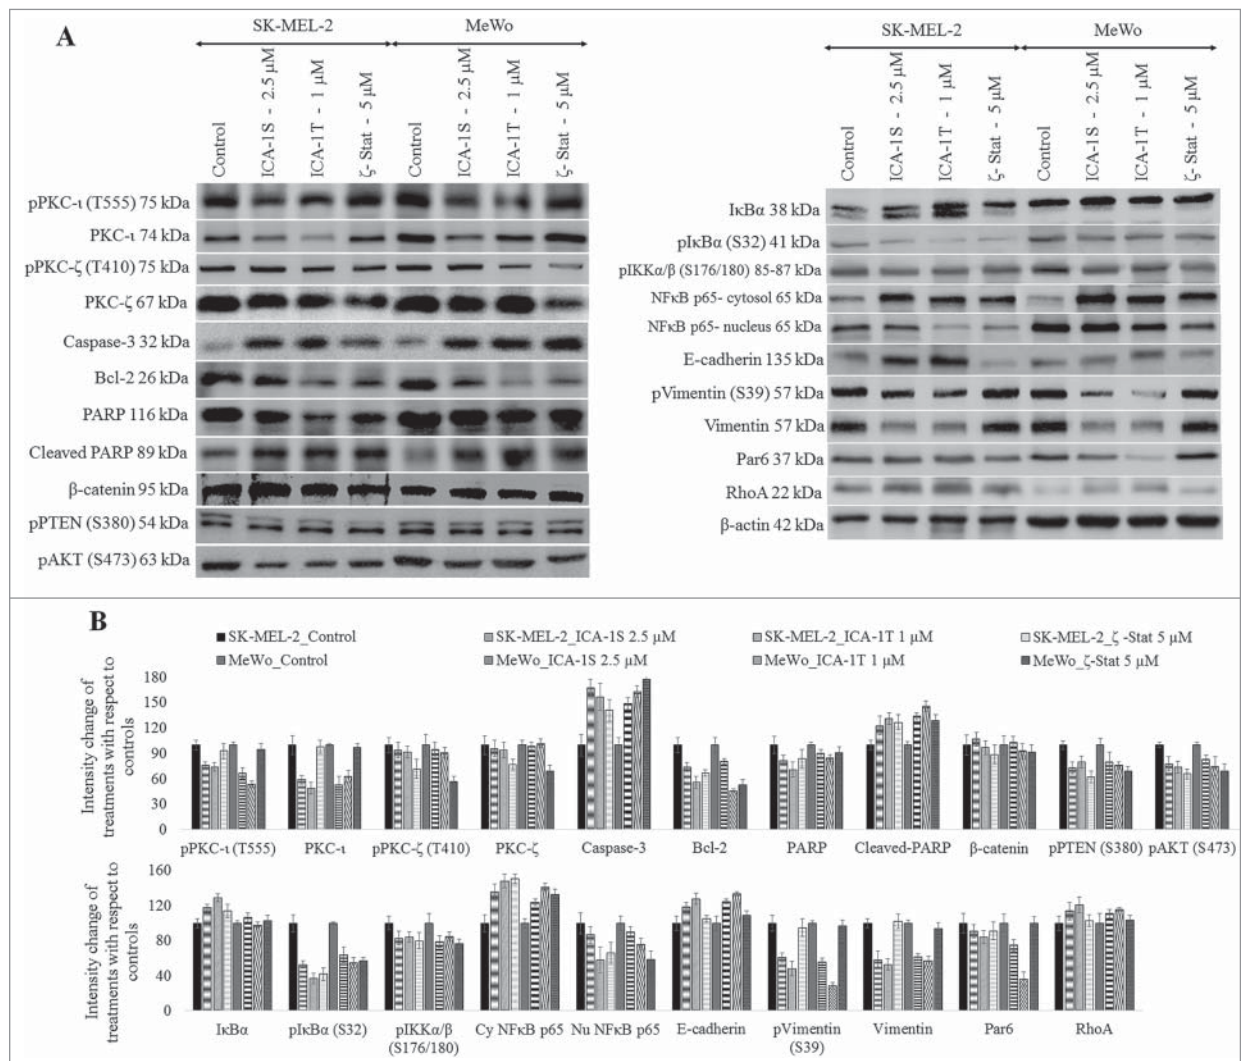 A
SK-MEL-2 MeWo
Control
ICA-1S - 2.5 µM
ICA-1T - 1 µM
ζ- Stat - 5 µM
Control
ICA-1S - 2.5 µM
ICA-1T - 1 µM
ζ- Stat - 5 µM
pPKC-ι (T555) 75 kDa
PKC-ι 74 kDa
pPKC-ζ (T410) 75 kDa
PKC-ζ 67 kDa
Caspase-3 32 kDa
Bcl-2 26 kDa
PARP 116 kDa
Cleaved PARP 89 kDa
β-catenin 95 kDa
pPTEN (S380) 54 kDa
pAKT (S473) 63 kDa
SK-MEL-2 MeWo
Control
ICA-1S - 2.5 µM
ICA-1T - 1 µM
ζ- Stat - 5 µM
Control
ICA-1S - 2.5 µM
ICA-1T - 1 µM
ζ- Stat - 5 µM
IκBα 38 kDa
pIκBα (S32) 41 kDa
pIKKα/β (S176/180) 85-87 kDa
NFκB p65- cytosol 65 kDa
NFκB p65- nucleus 65 kDa
E-cadherin 135 kDa
pVimentin (S39) 57 kDa
Vimentin 57 kDa
Par6 37 kDa
RhoA 22 kDa
β-actin 42 kDa
B
SK-MEL-2_Control SK-MEL-2_ICA-1S 2.5 µM SK-MEL-2_ICA-1T 1 µM SK-MEL-2_ζ -Stat 5 µM
MeWo_Control MeWo_ICA-1S 2.5 µM MeWo_ICA-1T 1 µM MeWo_ζ-Stat 5 µM
Intensity change of
treatments with respect to
controls
180
150
120
90
60
30
0
pPKC-ι (T555) PKC-ι pPKC-ζ (T410) PKC-ζ Caspase-3 Bcl-2 PARP Cleaved-PARP β-catenin pPTEN (S380) pAKT (S473)
Intensity change of
treatments with respect to
controls
160
120
80
40
0
IκBα pIκBα (S32) pIKKα/β Cy NFκB p65 Nu NFκB p65 E-cadherin pVimentin Vimentin Par6 RhoA
(S176/180) (S39)